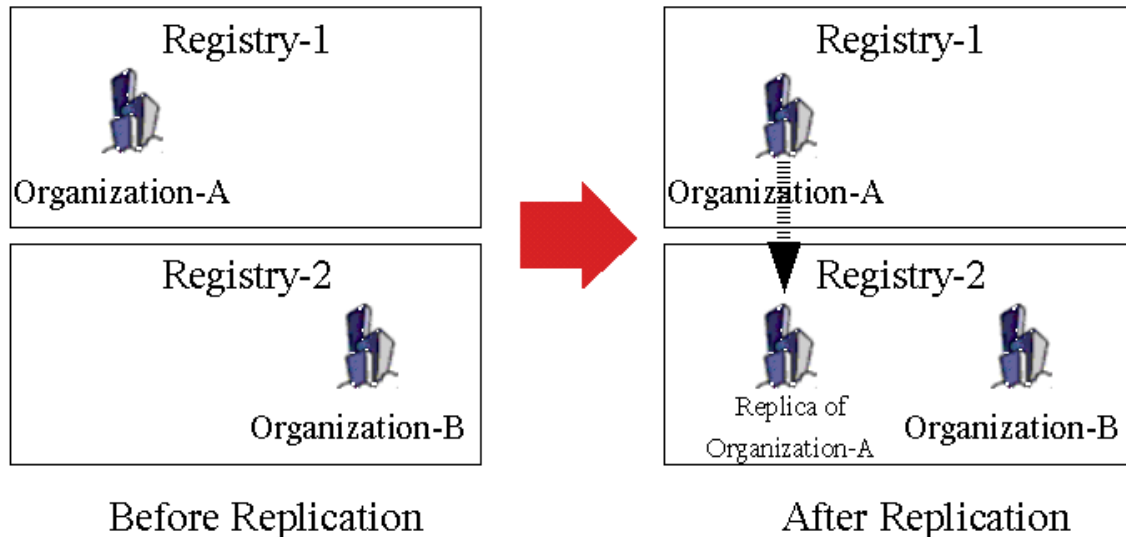 Registry-1
Organization-A
Registry-2
Organization-B
Before Replication
Registry-1
Organization-A
Registry-2
Replica of
Organization-A
Organization-B
After Replication